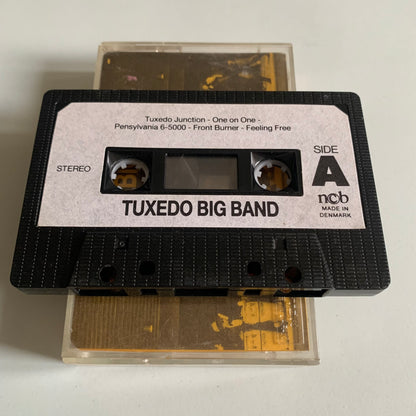 Tuxedo Junction - One on One -
Pensylvania 6-5000 - Front Burner - Feeling Free
STEREO
SIDE
A
TUXEDO BIG BAND
ncb
MADE IN
DENMARK